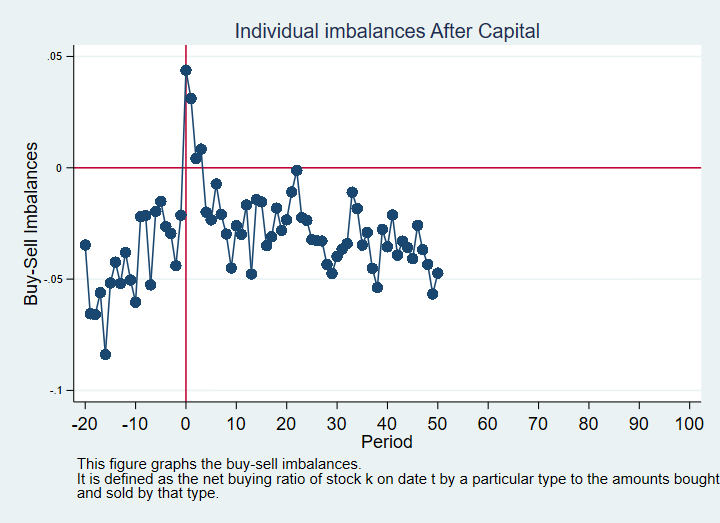 Individual imbalances After Capital
.05
0
-.05
-.1
Buy-Sell Imbalances
-20 -10 0 10 20 30 40 50 60 70 80 90 100
Period
This figure graphs the buy-sell imbalances.
It is defined as the net buying ratio of stock k on date t by a particular type to the amounts bought
and sold by that type.